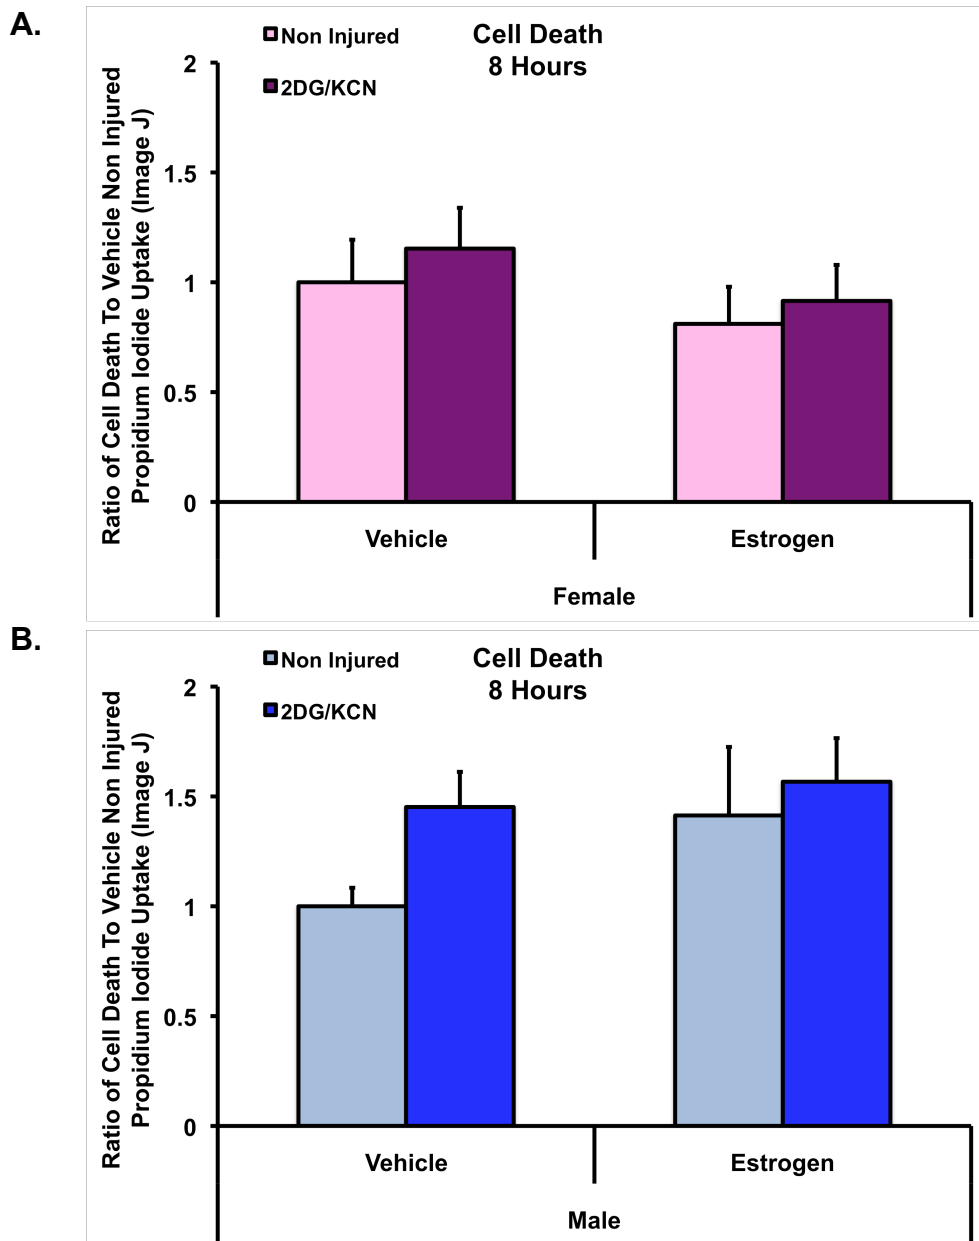 A.
Non Injured
2DG/KCN
Cell Death
8 Hours
Ratio of Cell Death To Vehicle Non Injured
Propidium Iodide Uptake (Image J)
2
1.5
1
0.5
0
Vehicle
Estrogen
Female
B.
Non Injured
2DG/KCN
Cell Death
8 Hours
Ratio of Cell Death To Vehicle Non Injured
Propidium Iodide Uptake (Image J)
2
1.5
1
0.5
0
Vehicle
Estrogen
Male